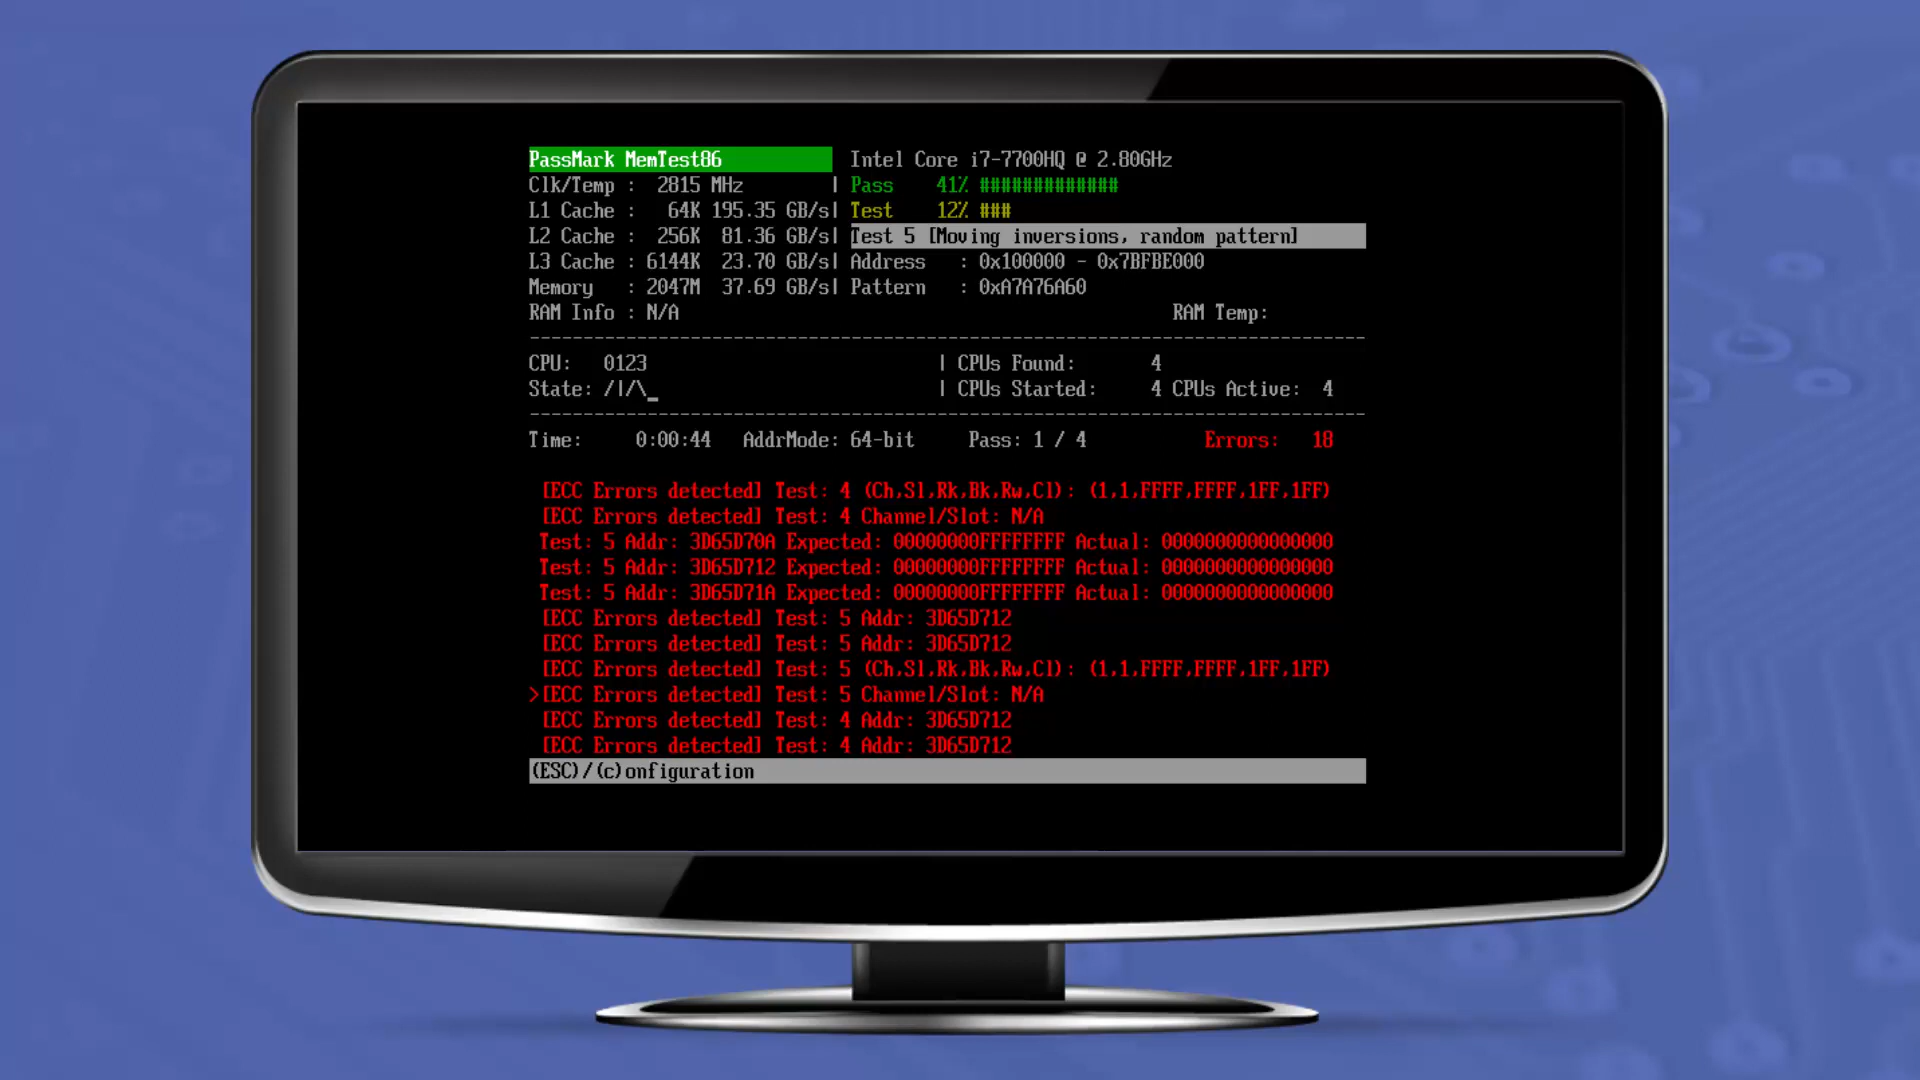 PassMark MemTest86 Intel Core i7-7700HQ @ 2.80GHz
Clk/Temp : 2815 MHz | Pass 41% #############
L1 Cache : 64K 195.35 GB/s| Test 12% ###
L2 Cache : 256K 81.36 GB/s| Test 5 [Moving inversions, random pattern]
L3 Cache : 6144K 23.70 GB/s| Address : 0x100000 - 0x7BFBE000
Memory : 2047M 37.69 GB/s| Pattern : 0xA7A76A60
RAM Info : N/A RAM Temp:
------------------------------------------------------------------------------
CPU: 0123 | CPUs Found: 4
State: /|/\_ | CPUs Started: 4 CPUs Active: 4
------------------------------------------------------------------------------
Time: 0:00:44 AddrMode: 64-bit Pass: 1 / 4 Errors: 18
[ECC Errors detected] Test: 4 (Ch,Sl,Rk,Bk,Rw,Cl): (1,1,FFFF,FFFF,1FF,1FF)
[ECC Errors detected] Test: 4 Channel/Slot: N/A
Test: 5 Addr: 3D65D70A Expected: 00000000FFFFFFFF Actual: 0000000000000000
Test: 5 Addr: 3D65D712 Expected: 00000000FFFFFFFF Actual: 0000000000000000
Test: 5 Addr: 3D65D71A Expected: 00000000FFFFFFFF Actual: 0000000000000000
[ECC Errors detected] Test: 5 Addr: 3D65D712
[ECC Errors detected] Test: 5 Addr: 3D65D712
[ECC Errors detected] Test: 5 (Ch,Sl,Rk,Bk,Rw,Cl): (1,1,FFFF,FFFF,1FF,1FF)
>[ECC Errors detected] Test: 5 Channel/Slot: N/A
[ECC Errors detected] Test: 4 Addr: 3D65D712
[ECC Errors detected] Test: 4 Addr: 3D65D712
(ESC)/(c)onfiguration